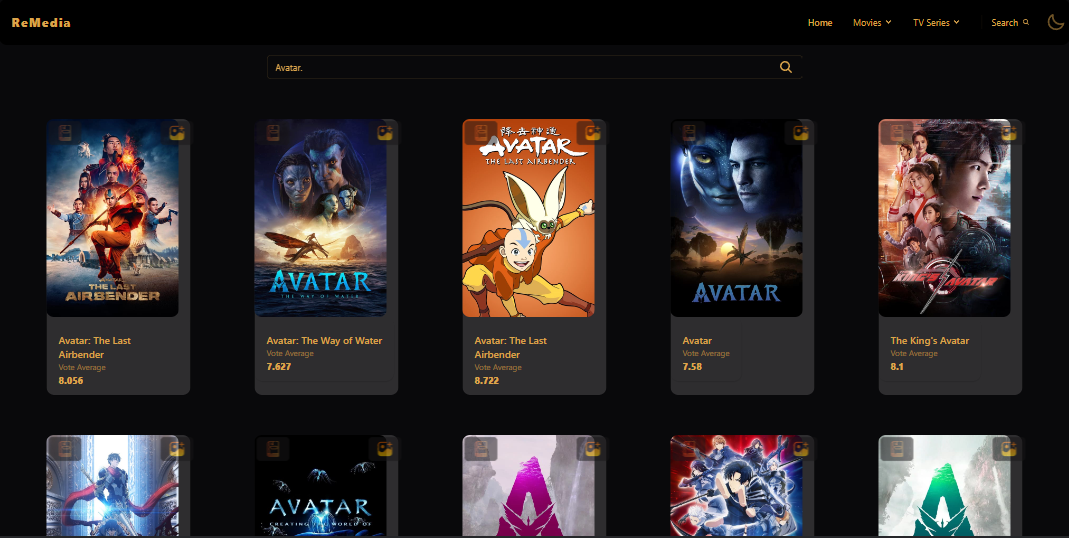 ReMedia
Home
Movies
TV Series
Search
Avatar.
THE LAST
AIRBENDER
AVATAR
THE WAY OF WATER
降去神通
AVATAR
THE LAST AIRBENDER
AVATAR
KING'S AVATAR
Avatar: The Last
Airbender
Vote Average
8.056
Avatar: The Way of Water
Vote Average
7.627
Avatar: The Last
Airbender
Vote Average
8.722
Avatar
Vote Average
7.58
The King's Avatar
Vote Average
8.1
AVATAR
CREATING THE WORLD OF